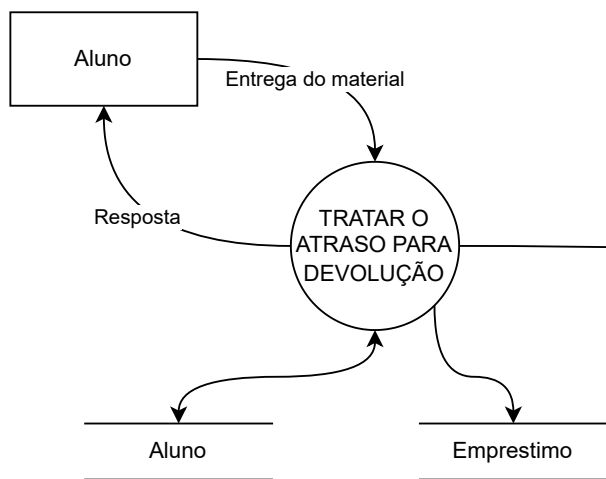 Aluno
Entrega do material
Resposta
TRATAR O
ATRASO PARA
DEVOLUÇÃO
Aluno
Emprestimo